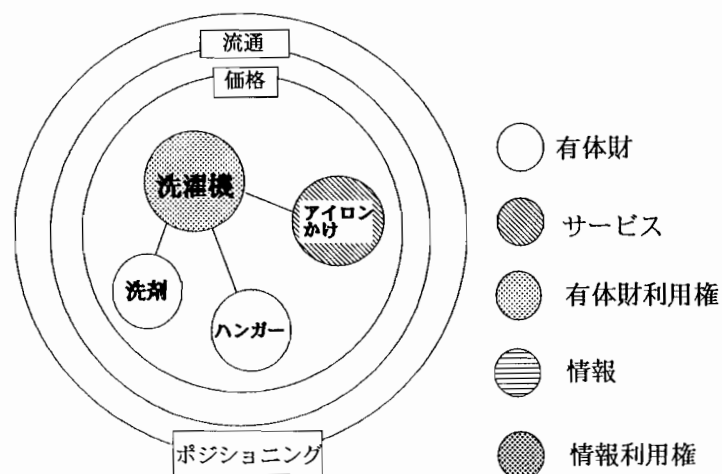 流通
価格
洗濯機
アイロン
かけ
洗剤
ハンガー
ポジショニング
有体財
サービス
有体財利用権
情報
情報利用権